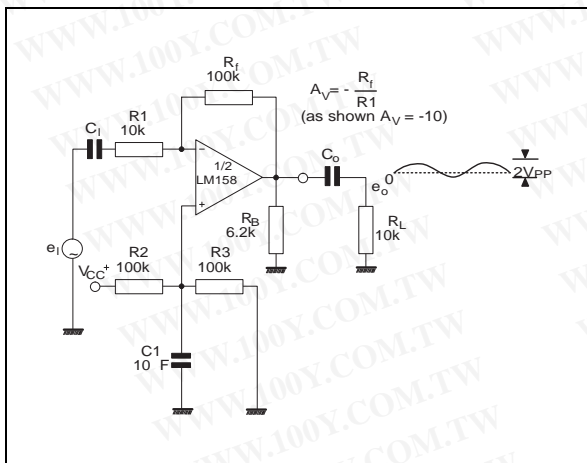 WWW.100Y.COM.TW
Rf
100k
AV = - Rf / R1
(as shown AV = -10)
CI
R1
10k
1/2
LM158
Co
eo
0
2VPP
RB
6.2k
RL
10k
eI
VCC+
R2
100k
R3
100k
C1
10 F